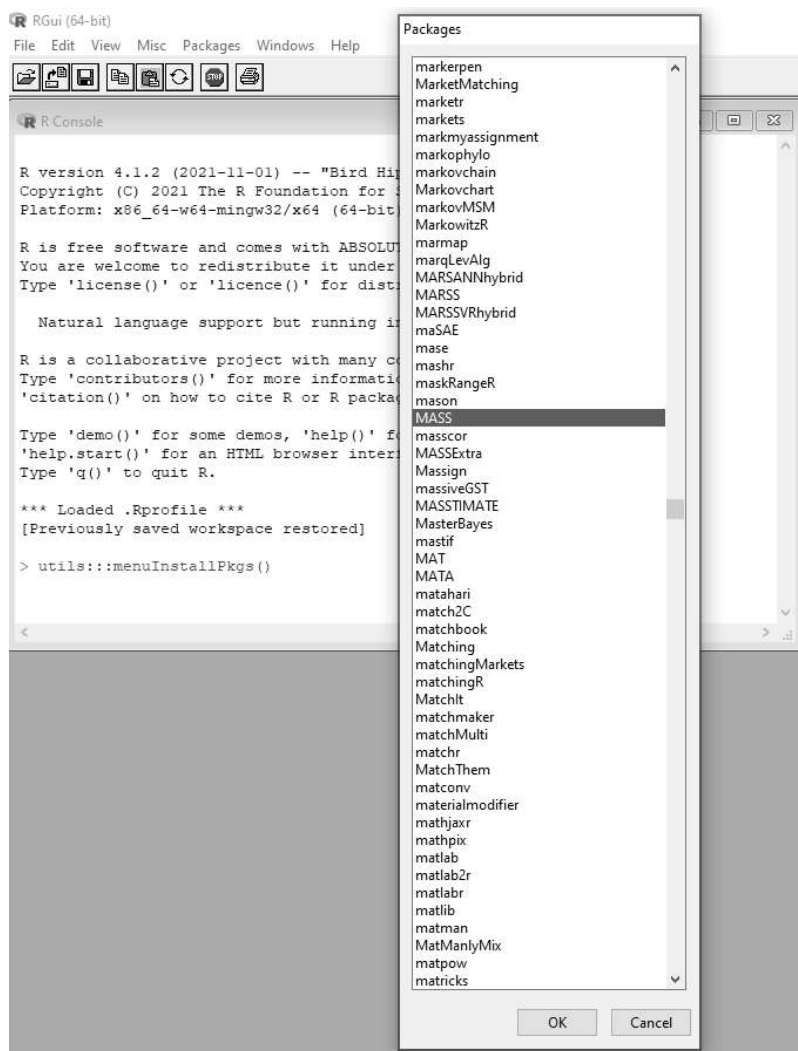 RGui (64-bit)
File Edit View Misc Packages Windows Help
STOP
R Console
R version 4.1.2 (2021-11-01) -- "Bird Hip
Copyright (C) 2021 The R Foundation for
Platform: x86_64-w64-mingw32/x64 (64-bit)
R is free software and comes with ABSOLUT
You are welcome to redistribute it under
Type 'license()' or 'licence()' for dist
Natural language support but running in
R is a collaborative project with many co
Type 'contributors()' for more informatio
'citation()' on how to cite R or R packag
Type 'demo()' for some demos, 'help()' fo
'help.start()' for an HTML browser inter
Type 'q()' to quit R.
*** Loaded .Rprofile ***
[Previously saved workspace restored]
> utils:::menuInstallPkgs()
Packages
markerpen
MarketMatching
marketr
markets
markmyassignment
markophylo
markovchain
Markovchart
markovMSM
MarkowitzR
marmap
marqLevAlg
MARSANNhybrid
MARSS
MARSSVRhybrid
maSAE
mase
mashr
maskRangeR
mason
MASS
masscor
MASSExtra
Massign
massiveGST
MASSTIMATE
MasterBayes
mastif
MAT
MATA
matahari
match2C
matchbook
Matching
matchingMarkets
matchingR
MatchIt
matchmaker
matchMulti
matchr
MatchThem
matconv
materialmodifier
mathjaxr
mathpix
matlab
matlab2r
matlabr
matlib
matman
MatManlyMix
matpow
matricks
OK Cancel